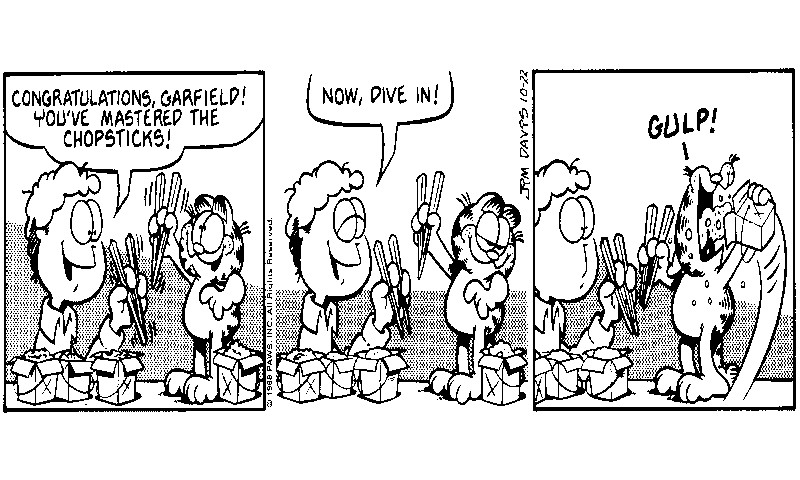 CONGRATULATIONS, GARFIELD!
YOU'VE MASTERED THE
CHOPSTICKS!
© 1988 PAWS, INC. All Rights Reserved.
NOW, DIVE IN!
JIM DAVIS 10-22
GULP!